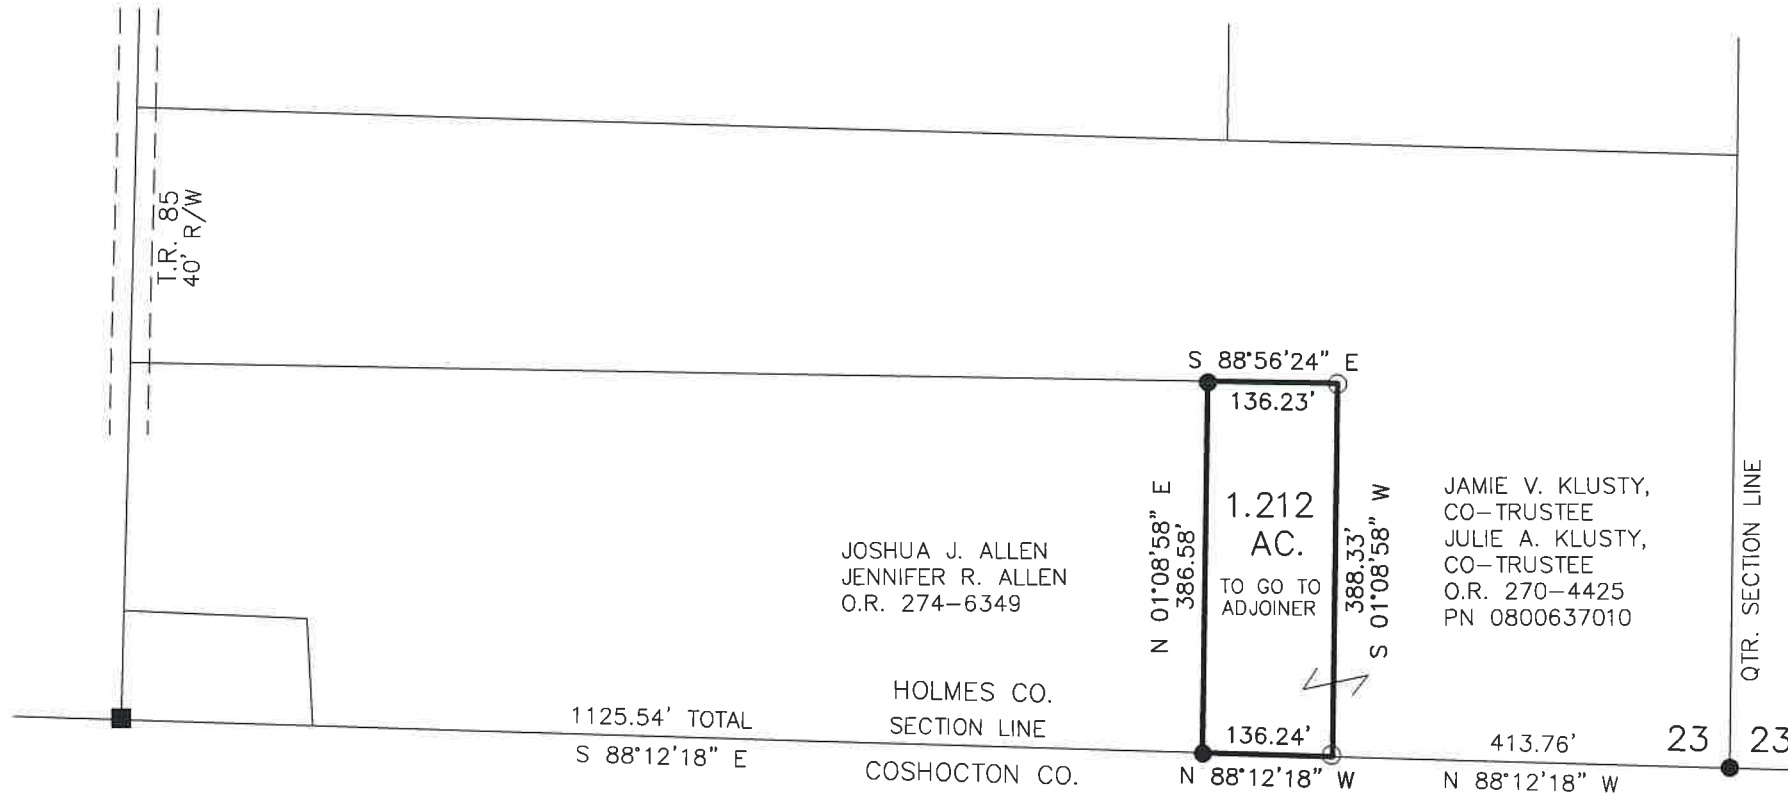 T.R. 85
40' R/W
S 88°56'24" E
136.23'
N 01°08'58" E
386.58'
1.212
AC.
TO GO TO
ADJOINER
388.33'
S 01°08'58" W
JOSHUA J. ALLEN
JENNIFER R. ALLEN
O.R. 274-6349
JAMIE V. KLUSTY,
CO-TRUSTEE
JULIE A. KLUSTY,
CO-TRUSTEE
O.R. 270-4425
PN 0800637010
QTR. SECTION LINE
HOLMES CO.
SECTION LINE
COSHOCTON CO.
1125.54' TOTAL
S 88°12'18" E
136.24'
N 88°12'18" W
413.76'
N 88°12'18" W
23 23